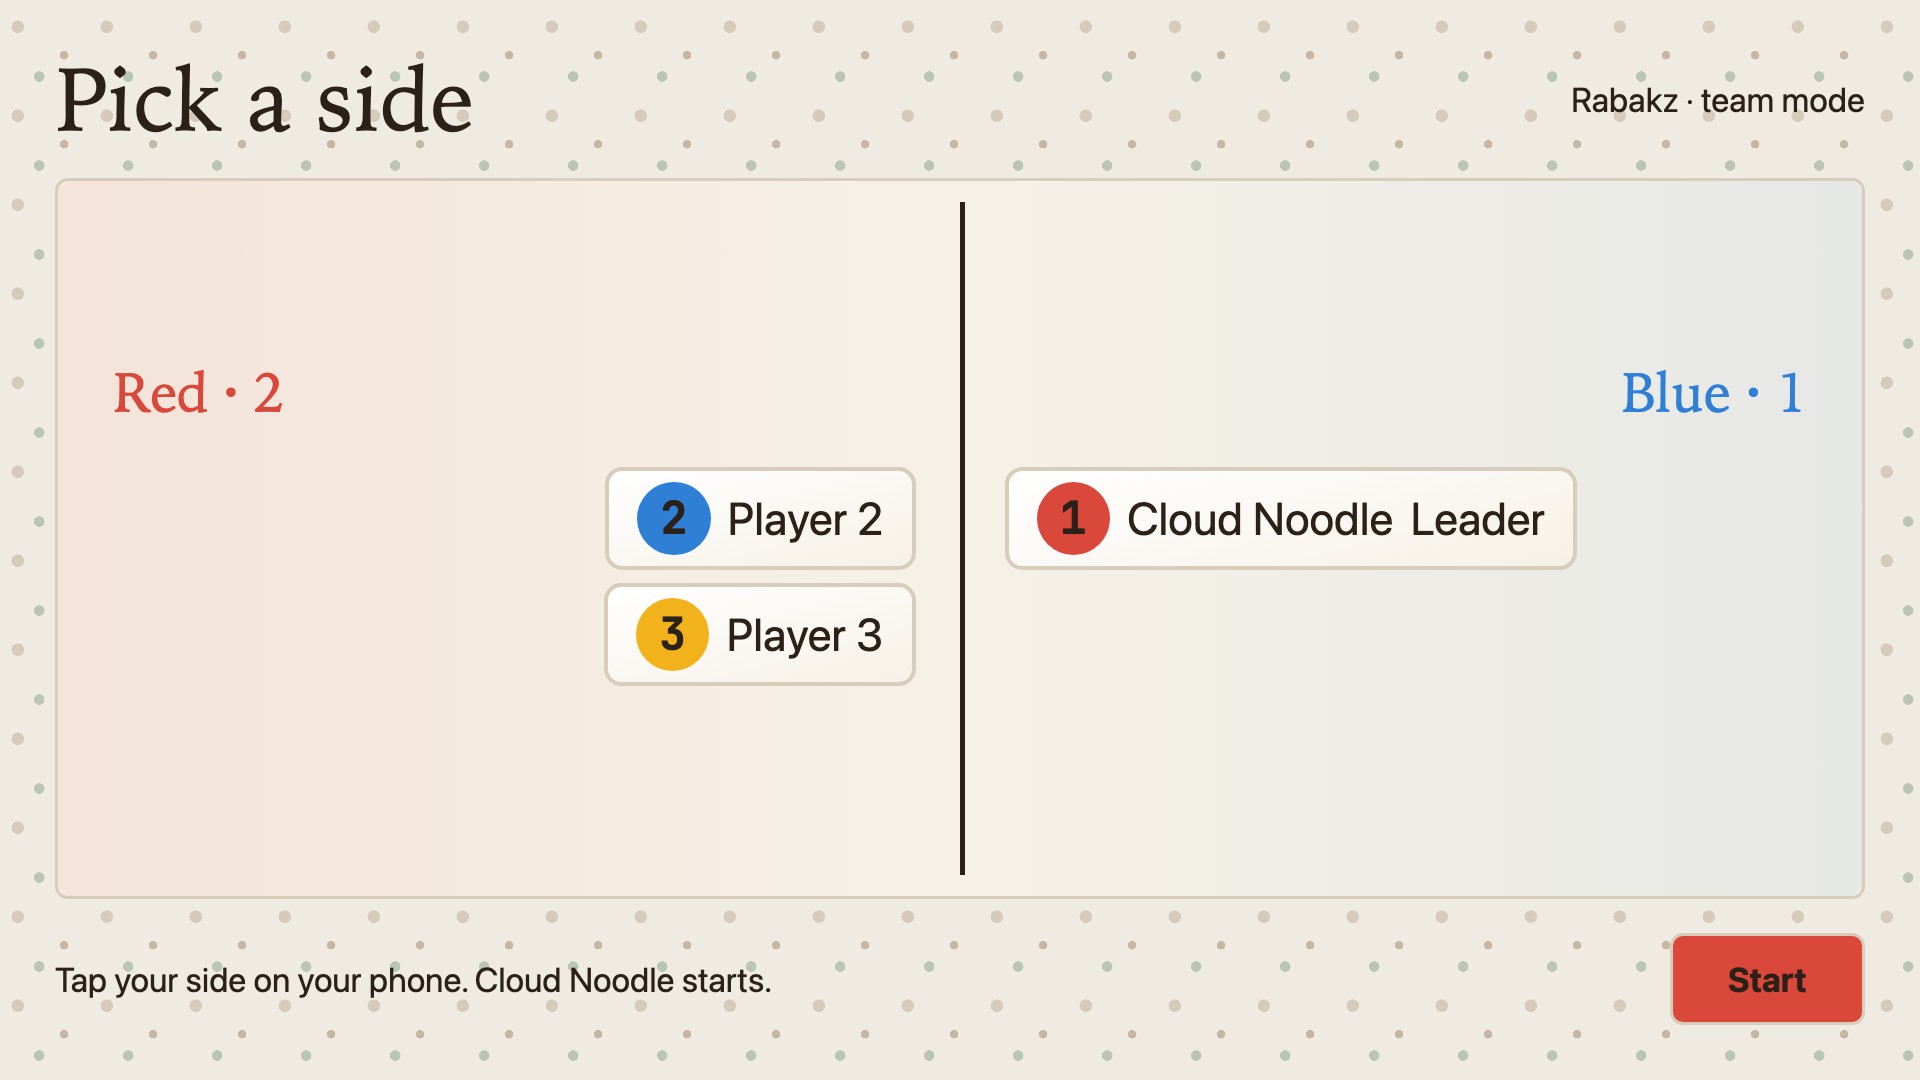 Pick a side
Rabakz · team mode
Red · 2
Blue · 1
2 Player 2
3 Player 3
1 Cloud Noodle Leader
Tap your side on your phone. Cloud Noodle starts.
Start